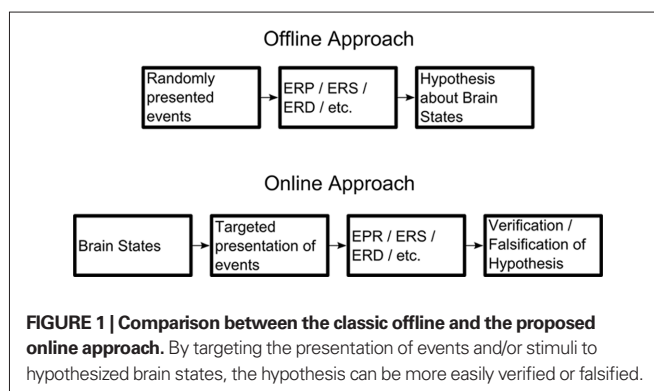 Offline Approach
Randomly
presented
events
ERP / ERS /
ERD / etc.
Hypothesis
about Brain
States
Online Approach
Brain States
Targeted
presentation of
events
EPR / ERS /
ERD / etc.
Verification /
Falsification of
Hypothesis
FIGURE 1 | Comparison between the classic offline and the proposed
online approach. By targeting the presentation of events and/or stimuli to
hypothesized brain states, the hypothesis can be more easily verified or falsified.